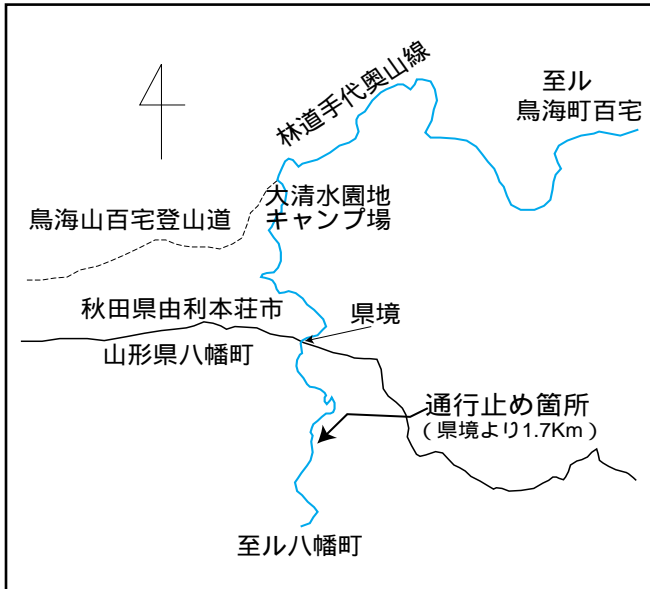 林道手代奥山線
至ル
鳥海町百宅
大清水園地
キャンプ場
鳥海山百宅登山道
秋田県由利本荘市
県境
山形県八幡町
通行止め箇所
(県境より1.7Km)
至ル八幡町